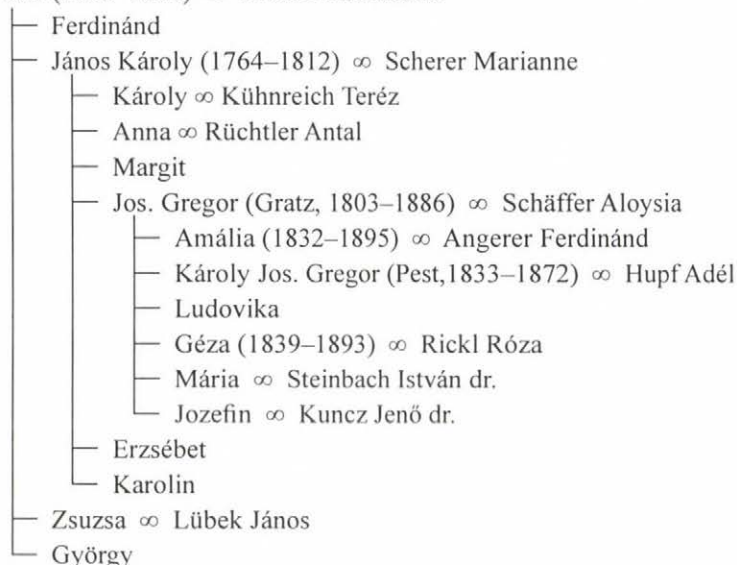 Ferdinánd
János Károly (1764–1812) ∞ Scherer Marianne
Károly ∞ Kühnreich Teréz
Anna ∞ Rüchtler Antal
Margit
Jos. Gregor (Gratz, 1803–1886) ∞ Schäffer Aloysia
Amália (1832–1895) ∞ Angerer Ferdinánd
Károly Jos. Gregor (Pest,1833–1872) ∞ Hupf Adél
Ludovika
Géza (1839–1893) ∞ Rickl Róza
Mária ∞ Steinbach István dr.
Jozefin ∞ Kuncz Jenő dr.
Erzsébet
Karolin
Zsuzsa ∞ Lübek János
György